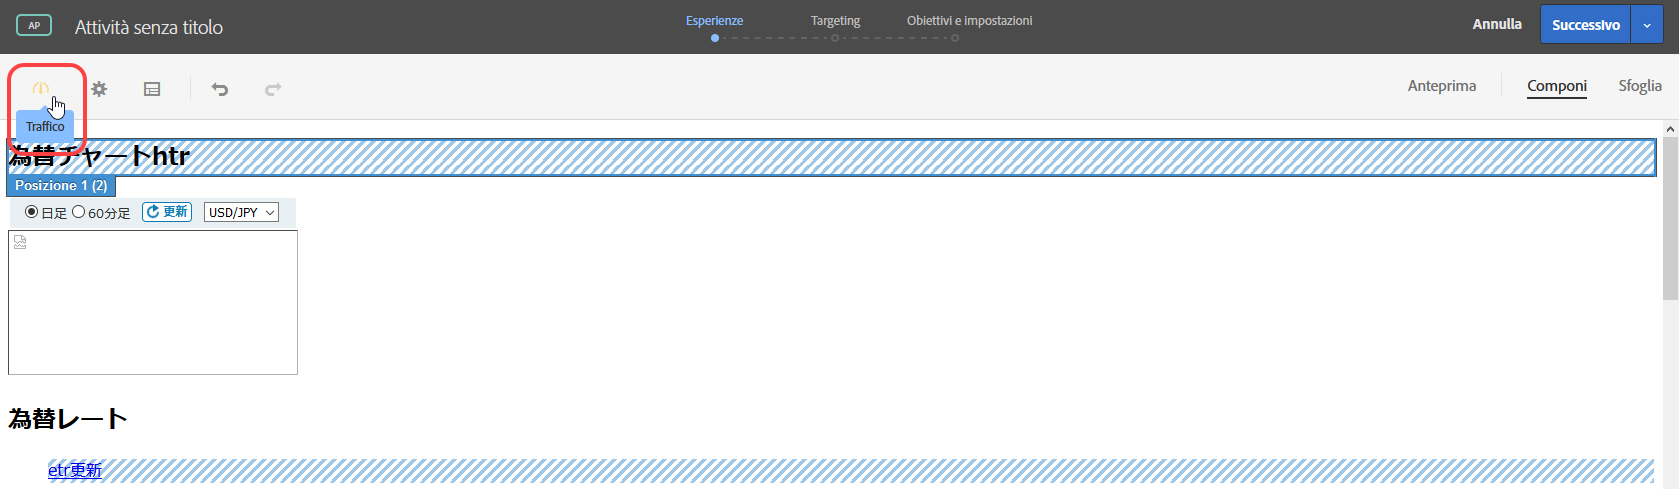 AP
Attività senza titolo
Esperienze
Targeting
Obiettivi e impostazioni
Annulla
Successivo
Anteprima
Componi
Sfoglia
Traffico
為替チャートhtr
Posizione 1 (2)
日足 60分足 更新 USD/JPY
為替レート
etr更新